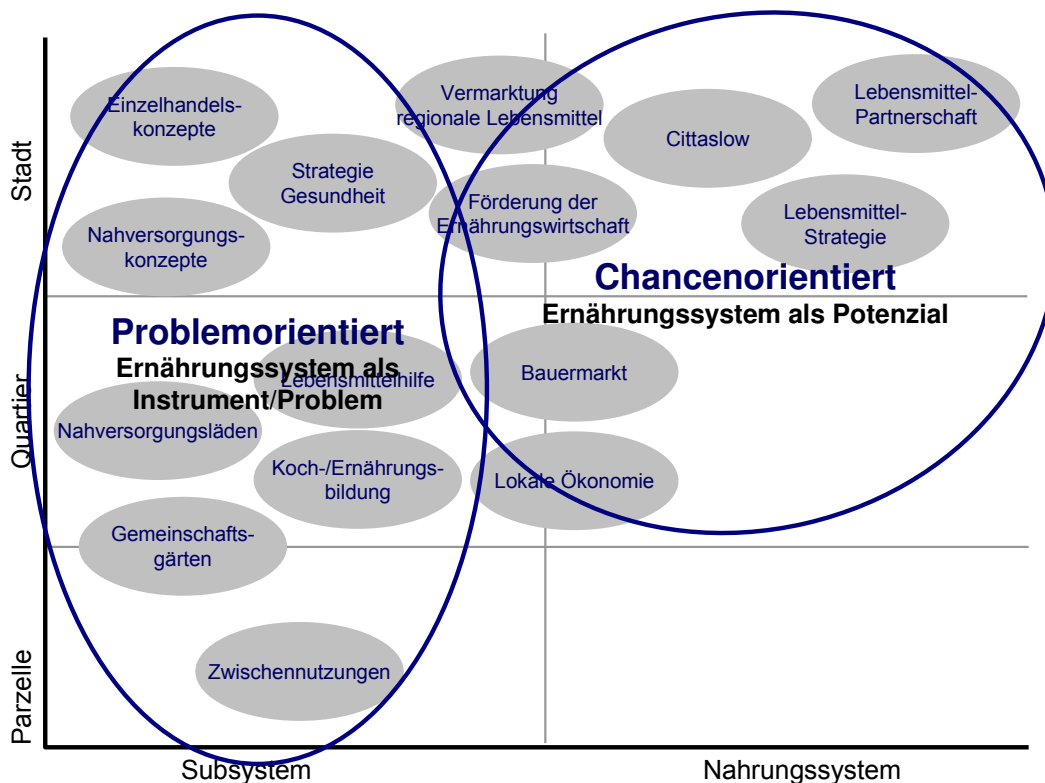 Stadt
Quartier
Parzelle
Einzelhandels-
konzepte
Vermarktung
regionale Lebensmittel
Cittaslow
Lebensmittel-
Partnerschaft
Strategie
Gesundheit
Nahversorgungs-
konzepte
Förderung der
Ernährungswirtschaft
Lebensmittel-
Strategie
Chancenorientiert
Ernährungssystem als Potenzial
Problemorientiert
Ernährungssystem als
Instrument/Problem
Lebensmittelhilfe
Bauermarkt
Nahversorgungsläden
Koch-/Ernährungs-
bildung
Lokale Ökonomie
Gemeinschafts-
gärten
Zwischennutzungen
Subsystem
Nahrungssystem